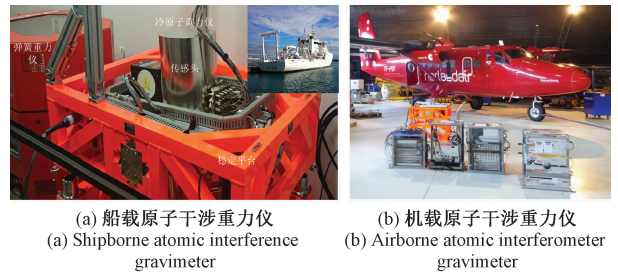 冷原子重力仪
弹簧重力
仪
传感头
稳定平台
norlandair
(a) 船载原子干涉重力仪
(a) Shipborne atomic interference
gravimeter
(b) 机载原子干涉重力仪
(b) Airborne atomic interferometer
gravimeter